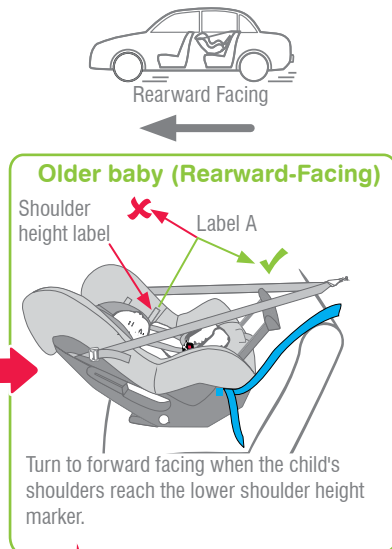 Rearward Facing
Older baby (Rearward-Facing)
Shoulder
height label
Label A
Turn to forward facing when the child's
shoulders reach the lower shoulder height
marker.